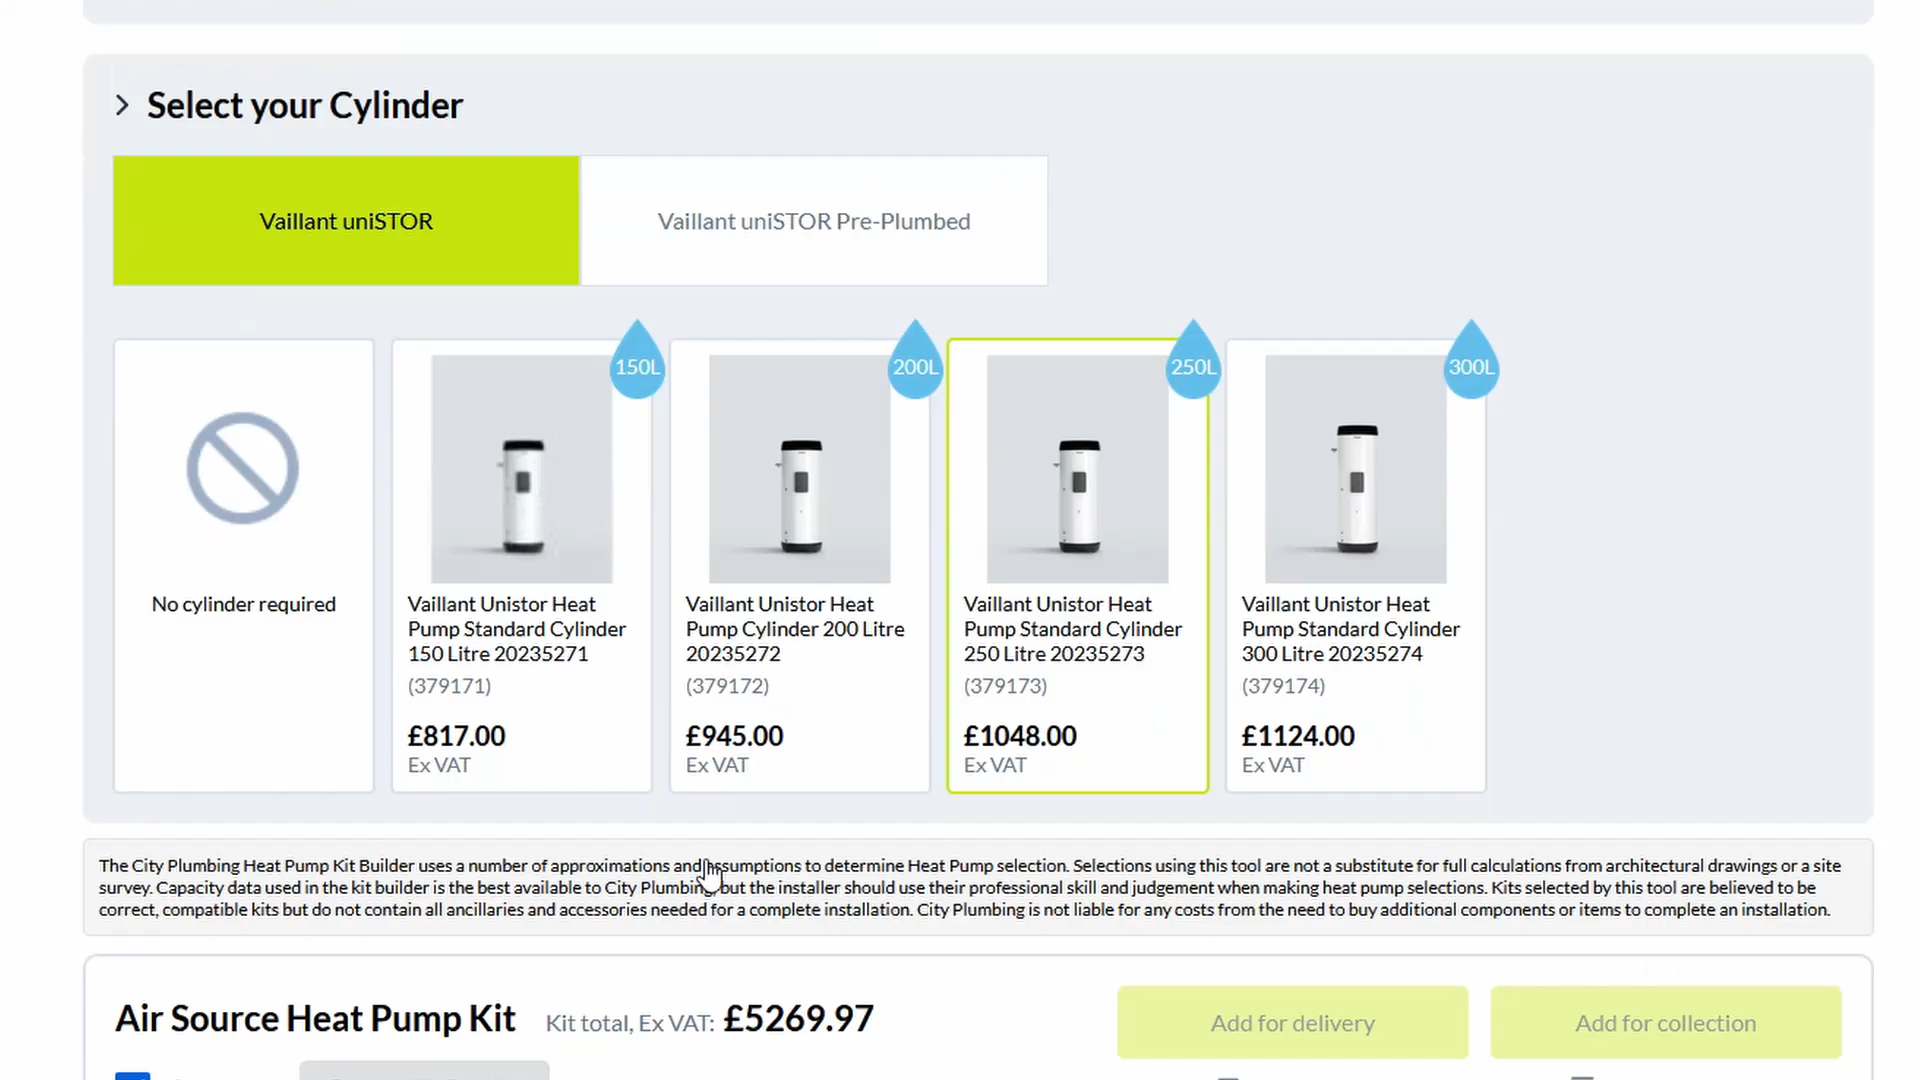 Select your Cylinder
Vaillant uniSTOR
Vaillant uniSTOR Pre-Plumbed
150L
200L
250L
300L
No cylinder required
Vaillant Unistor Heat
Pump Standard Cylinder
150 Litre 20235271
(379171)
£817.00
Ex VAT
Vaillant Unistor Heat
Pump Cylinder 200 Litre
20235272
(379172)
£945.00
Ex VAT
Vaillant Unistor Heat
Pump Standard Cylinder
250 Litre 20235273
(379173)
£1048.00
Ex VAT
Vaillant Unistor Heat
Pump Standard Cylinder
300 Litre 20235274
(379174)
£1124.00
Ex VAT
The City Plumbing Heat Pump Kit Builder uses a number of approximations and assumptions to determine Heat Pump selection. Selections using this tool are not a substitute for full calculations from architectural drawings or a site
survey. Capacity data used in the kit builder is the best available to City Plumbing, but the installer should use their professional skill and judgement when making heat pump selections. Kits selected by this tool are believed to be
correct, compatible kits but do not contain all ancillaries and accessories needed for a complete installation. City Plumbing is not liable for any costs from the need to buy additional components or items to complete an installation.
Air Source Heat Pump Kit
Kit total, Ex VAT: £5269.97
Add for delivery
Add for collection